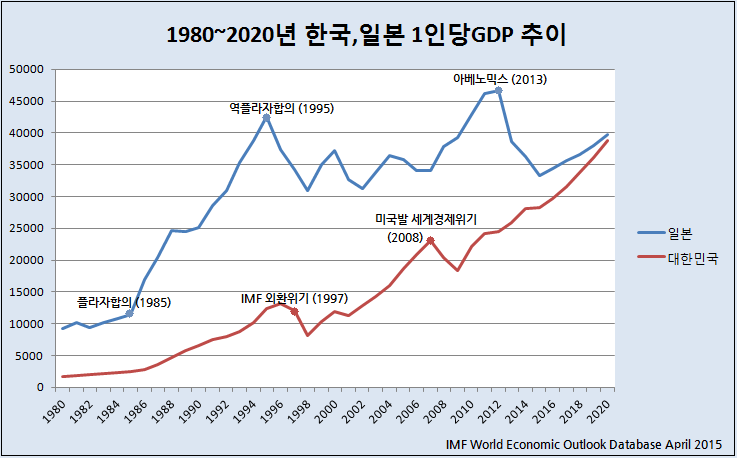 1980~2020년 한국,일본 1인당GDP 추이
50000
45000
40000
35000
30000
25000
20000
15000
10000
5000
0
아베노믹스 (2013)
역플라자합의 (1995)
미국발 세계경제위기
(2008)
플라자합의 (1985)
IMF 외환위기 (1997)
일본
대한민국
1980 1982 1984 1986 1988 1990 1992 1994 1996 1998 2000 2002 2004 2006 2008 2010 2012 2014 2016 2018 2020
IMF World Economic Outlook Database April 2015